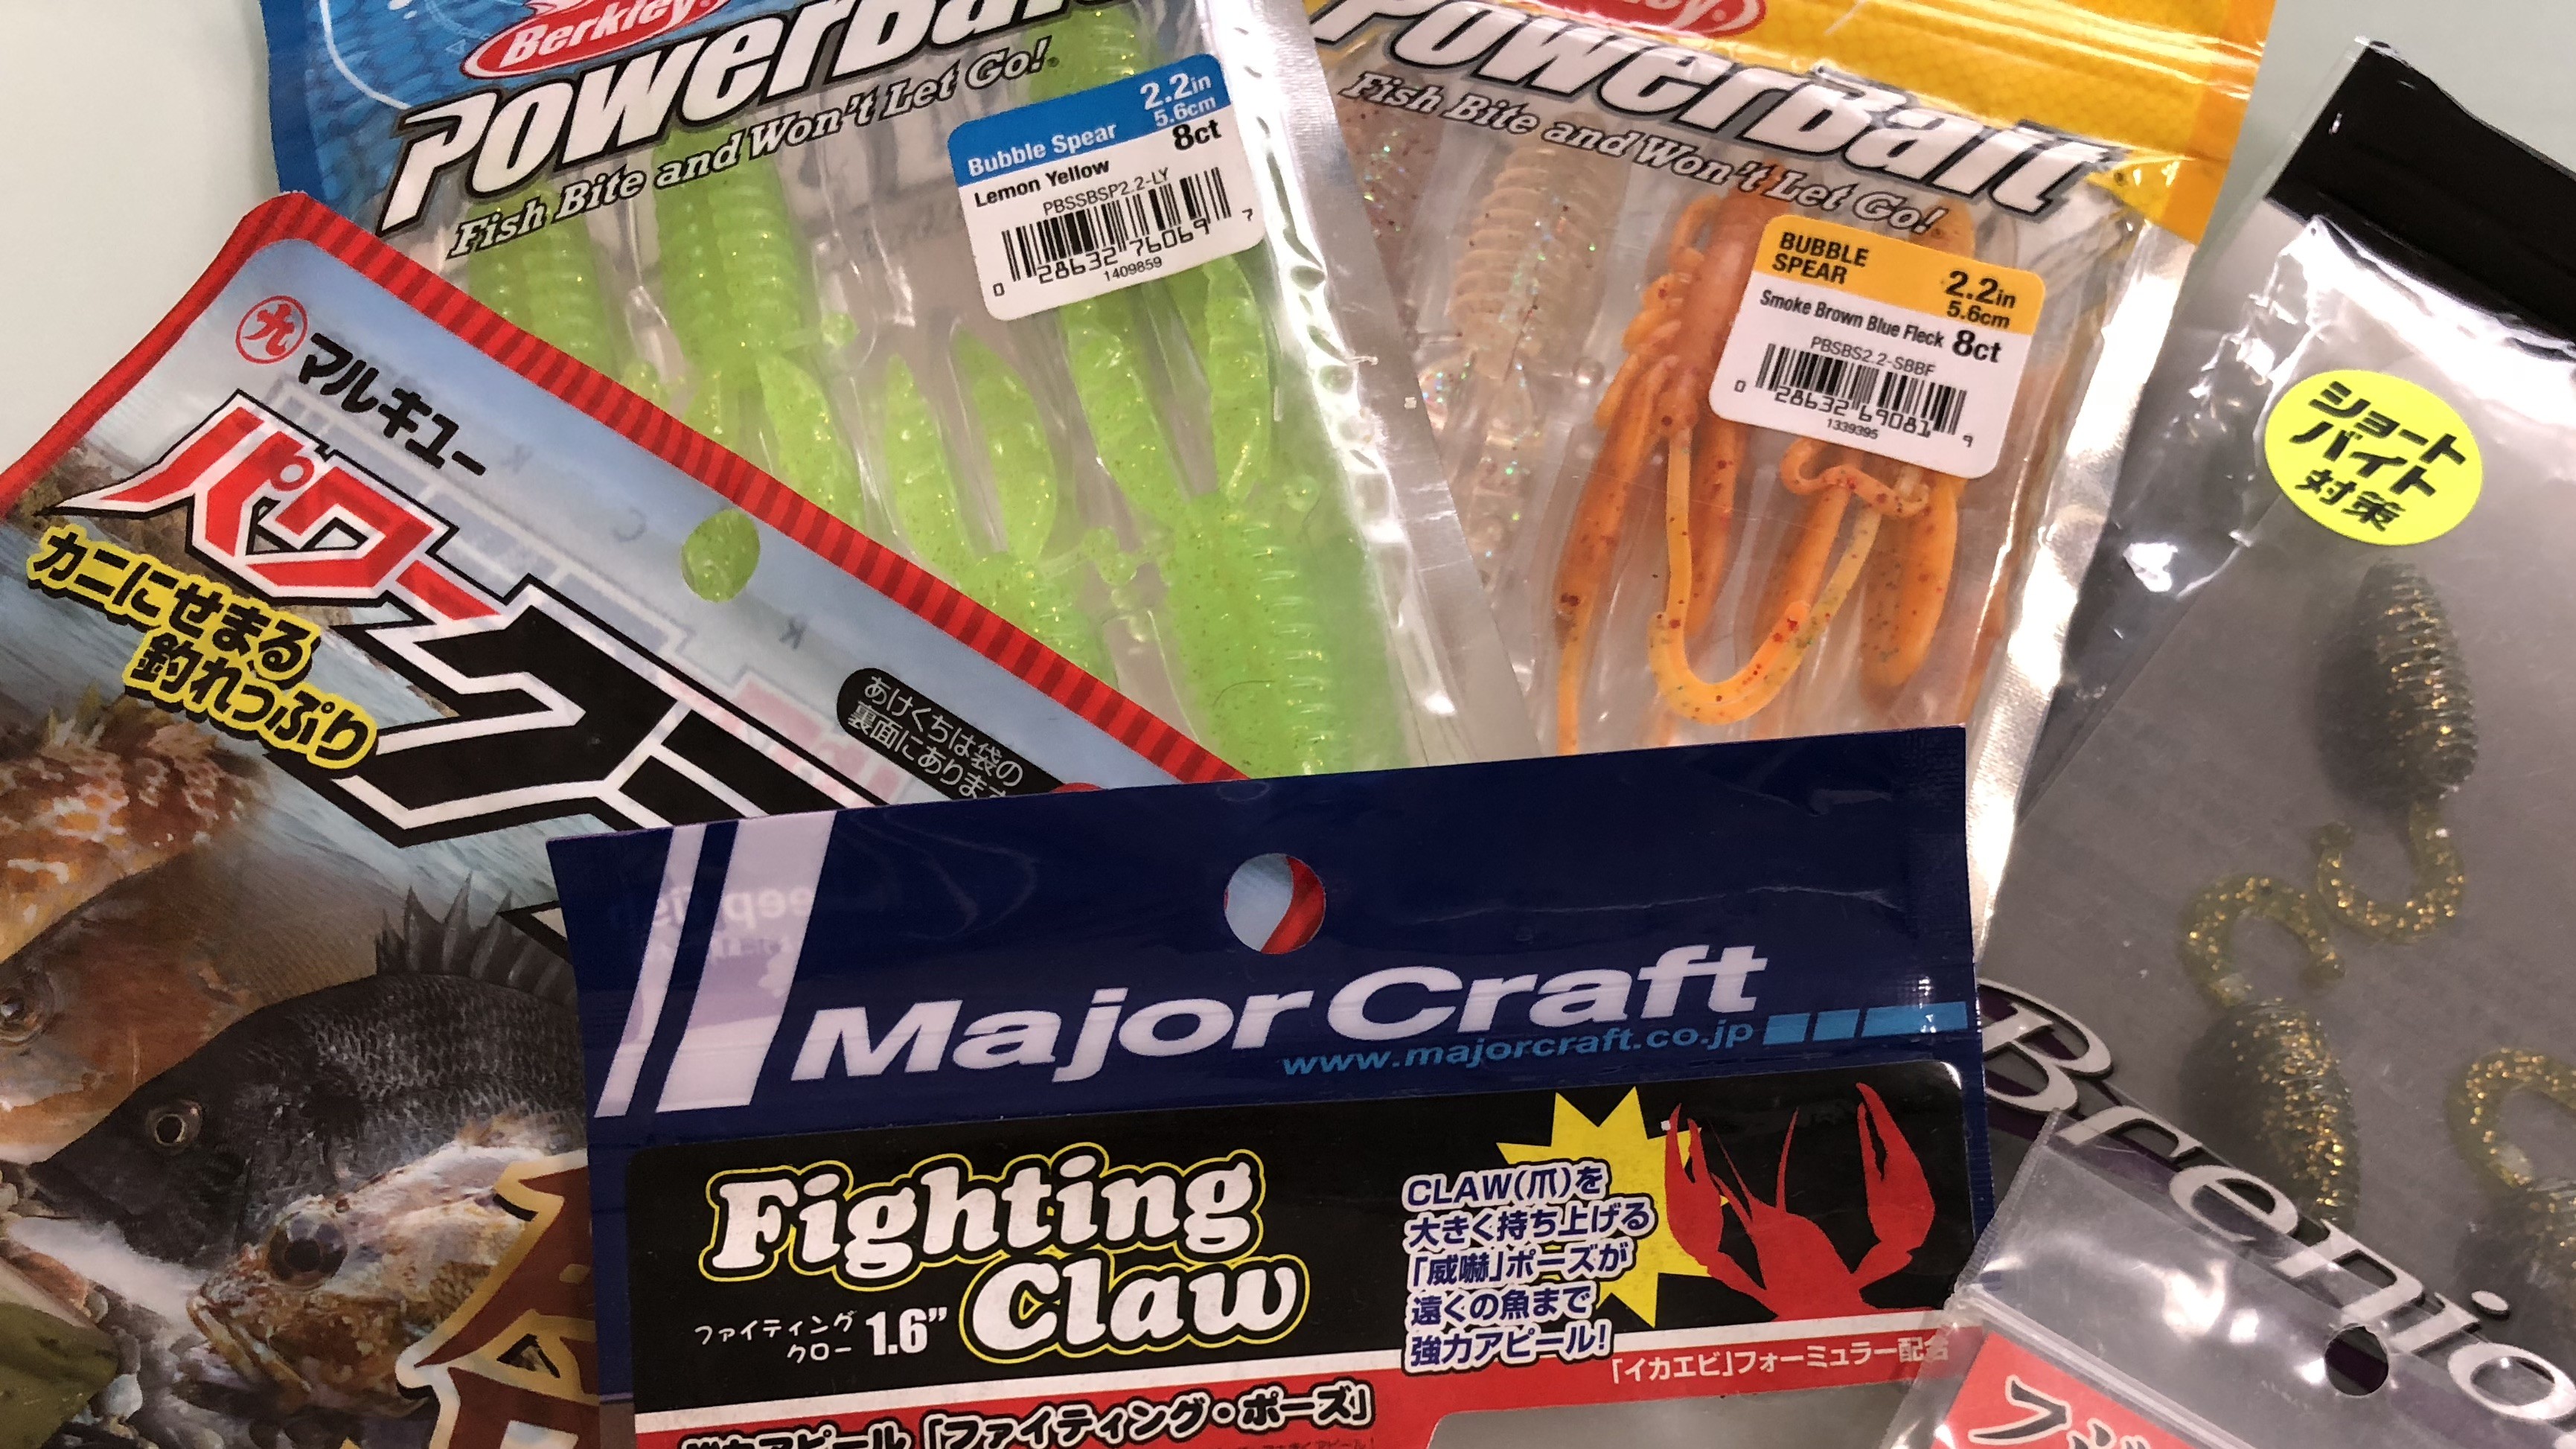 Berkley
PowerBait
Fish Bite and Won't Let Go!
Bubble Spear
2.2in
5.6cm
Lemon Yellow
8ct
PBSSBSP2.2-LY
0 28632 76069 7
1409859
PowerBait
Fish Bite and Won't Let Go!
BUBBLE
SPEAR
2.2in
5.6cm
Smoke Brown Blue Fleck
8ct
PBSBS2.2-SBBF
0 28632 69081 9
1339395
ショート
バイト
対策
Brenio
九 マルキュー
パワー
カニにせまる
釣れっぷり
あけくちは袋の
裏面にあります
Major Craft
www.majorcraft.co.jp
Fighting
Claw
ファイティング
クロー
1.6"
CLAW(爪)を
大きく持ち上げる
「威嚇」ポーズが
遠くの魚まで
強力アピール!
「イカエビ」フォーミュラー配合
強力アピール「ファイティング・ポーズ」